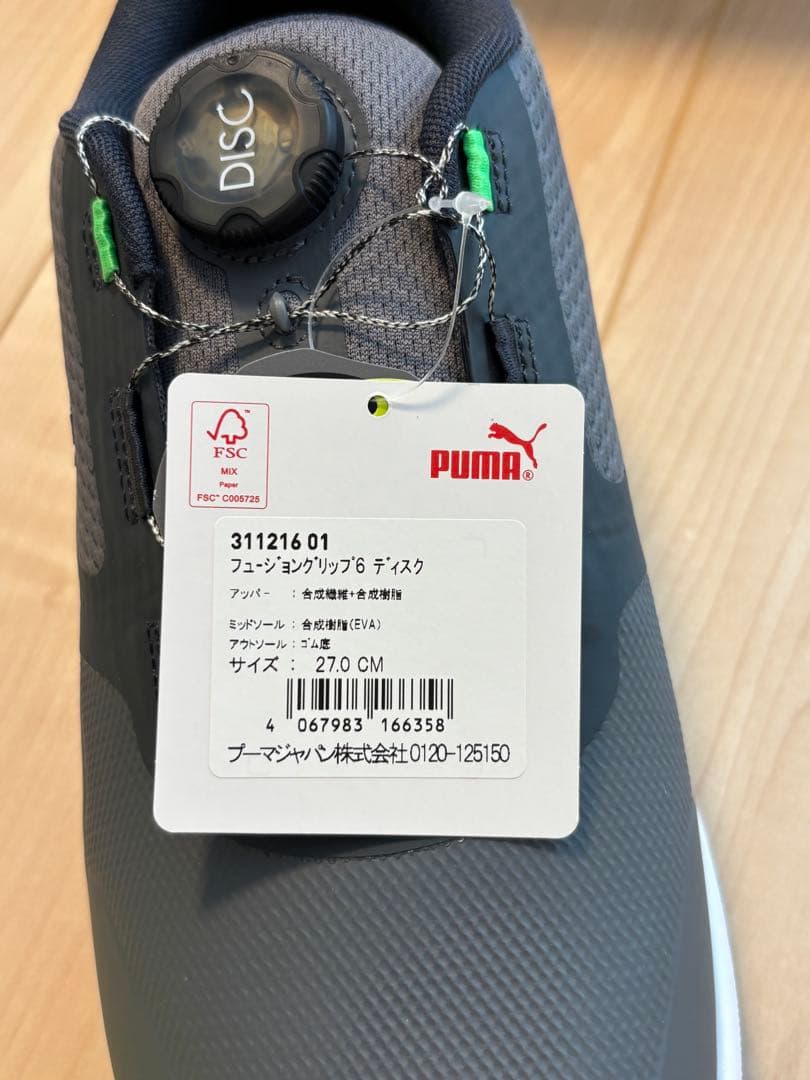 DISC
FSC™
MIX
Paper
FSC™ C005725
PUMA®
311216 01
フュージョングリップ6 ディスク
アッパー : 合成繊維+合成樹脂
ミッドソール : 合成樹脂(EVA)
アウトソール : ゴム底
サイズ : 27.0 CM
4 067983 166358
プーマジャパン株式会社 0120-125150